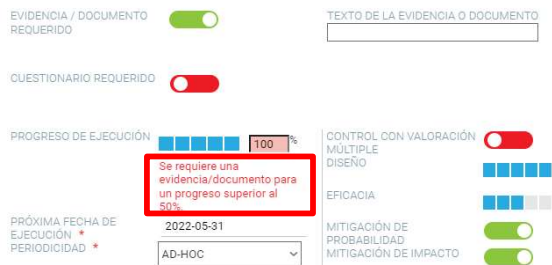 EVIDENCIA / DOCUMENTO
REQUERIDO
TEXTO DE LA EVIDENCIA O DOCUMENTO
CUESTIONARIO REQUERIDO
PROGRESO DE EJECUCIÓN
100 %
Se requiere una
evidencia/documento para
un progreso superior al
50%.
CONTROL CON VALORACIÓN
MÚLTIPLE
DISEÑO
EFICACIA
PRÓXIMA FECHA DE
EJECUCIÓN *
2022-05-31
PERIODICIDAD *
AD-HOC
MITIGACIÓN DE
PROBABILIDAD
MITIGACIÓN DE IMPACTO